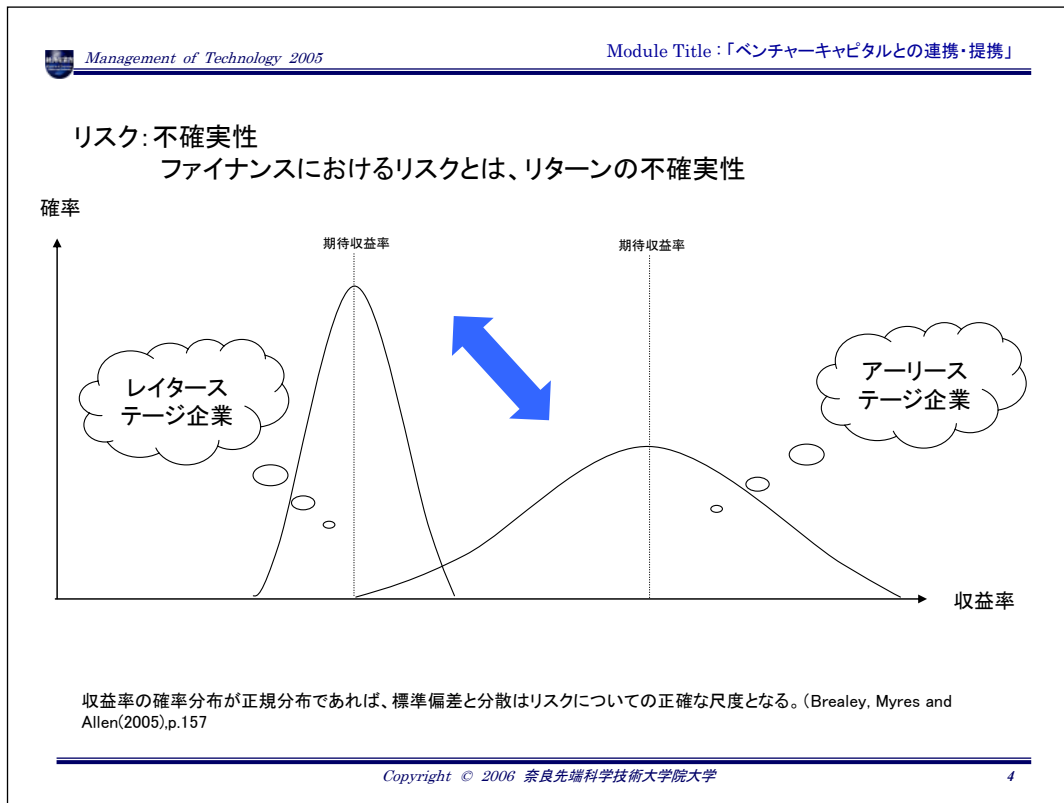 Management of Technology 2005
Module Title：「ベンチャーキャピタルとの連携・提携」
リスク：不確実性
ファイナンスにおけるリスクとは、リターンの不確実性
確率
期待収益率
期待収益率
レイタース
テージ企業
アーリース
テージ企業
収益率
収益率の確率分布が正規分布であれば、標準偏差と分散はリスクについての正確な尺度となる。(Brealey, Myres and
Allen(2005),p.157
Copyright © 2006 奈良先端科学技術大学院大学
4